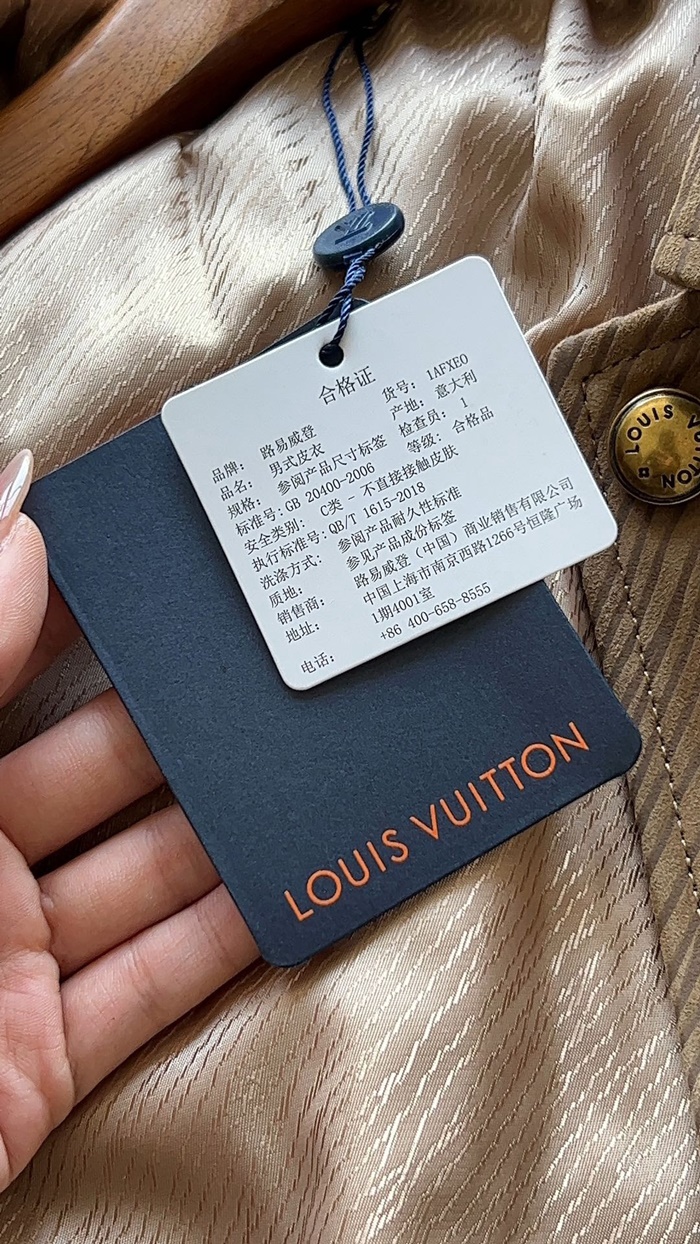 合格证
货号: 1AFXE0
品牌: 路易威登 产地: 意大利
品名: 男式皮衣 检查员: 1
规格: 参阅产品尺寸标签 等级: 合格品
标准号: GB 20400-2006
安全类别: C类 - 不直接接触皮肤
执行标准号: QB/T 1615-2018
洗涤方式: 参阅产品耐久性标准
质地: 参见产品成份标签
销售商: 路易威登(中国)商业销售有限公司
地址: 中国上海市南京西路1266号恒隆广场
1期4001室
电话: +86 400-658-8555
LOUIS VUITTON
LOUIS VUITTON